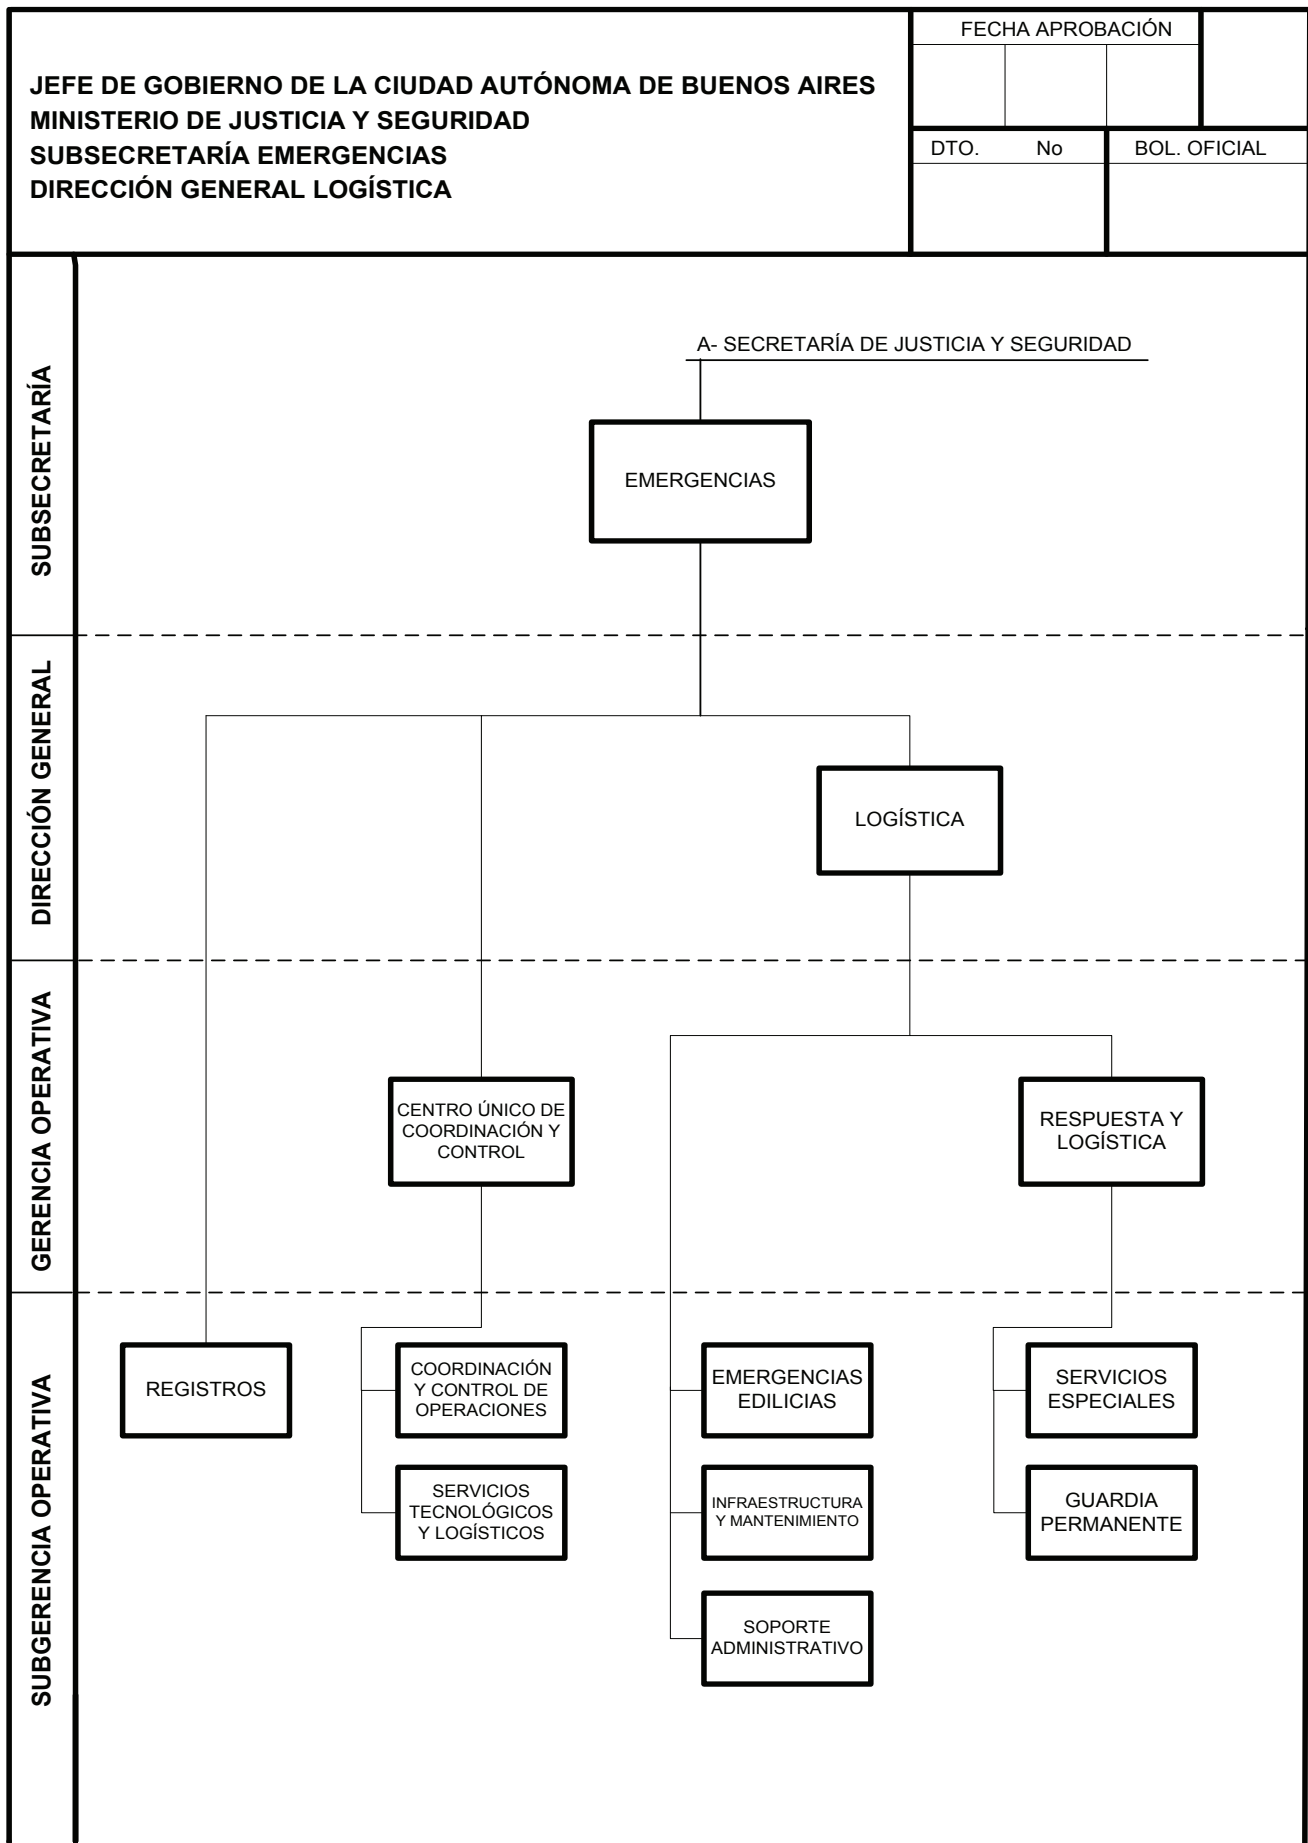 JEFE DE GOBIERNO DE LA CIUDAD AUTÓNOMA DE BUENOS AIRES
MINISTERIO DE JUSTICIA Y SEGURIDAD
SUBSECRETARÍA EMERGENCIAS
DIRECCIÓN GENERAL LOGÍSTICA
FECHA APROBACIÓN
DTO. No
BOL. OFICIAL
SUBSECRETARÍA
A- SECRETARÍA DE JUSTICIA Y SEGURIDAD
EMERGENCIAS
DIRECCIÓN GENERAL
LOGÍSTICA
GERENCIA OPERATIVA
CENTRO ÚNICO DE
COORDINACIÓN Y
CONTROL
RESPUESTA Y
LOGÍSTICA
SUBGERENCIA OPERATIVA
REGISTROS
COORDINACIÓN
Y CONTROL DE
OPERACIONES
SERVICIOS
TECNOLÓGICOS
Y LOGÍSTICOS
EMERGENCIAS
EDILICIAS
INFRAESTRUCTURA
Y MANTENIMIENTO
SOPORTE
ADMINISTRATIVO
SERVICIOS
ESPECIALES
GUARDIA
PERMANENTE